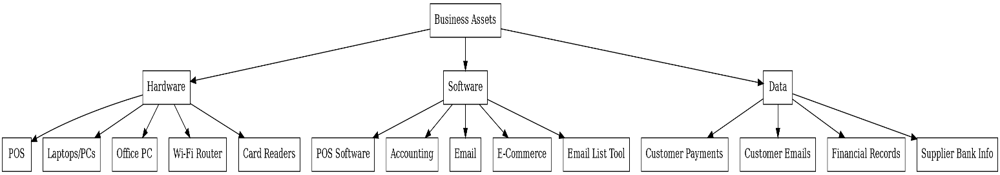 Business Assets
Hardware
Software
Data
POS
Laptops/PCs
Office PC
Wi-Fi Router
Card Readers
POS Software
Accounting
Email
E-Commerce
Email List Tool
Customer Payments
Customer Emails
Financial Records
Supplier Bank Info